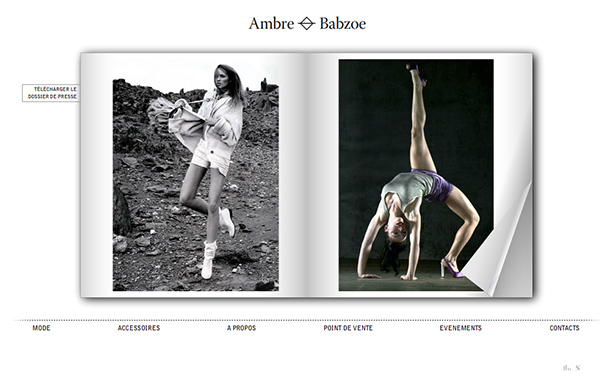 Ambre Babzoe
TÉLÉCHARGER LE
DOSSIER DE PRESSE
MODE ACCESSOIRES A PROPOS POINT DE VENTE EVENEMENTS CONTACTS